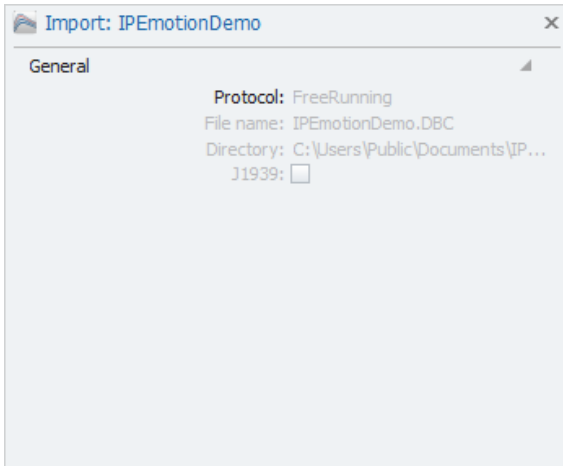 Import: IPEmotionDemo
General
Protocol: FreeRunning
File name: IPEmotionDemo.DBC
Directory: C:\Users\Public\Documents\IP...
J1939: